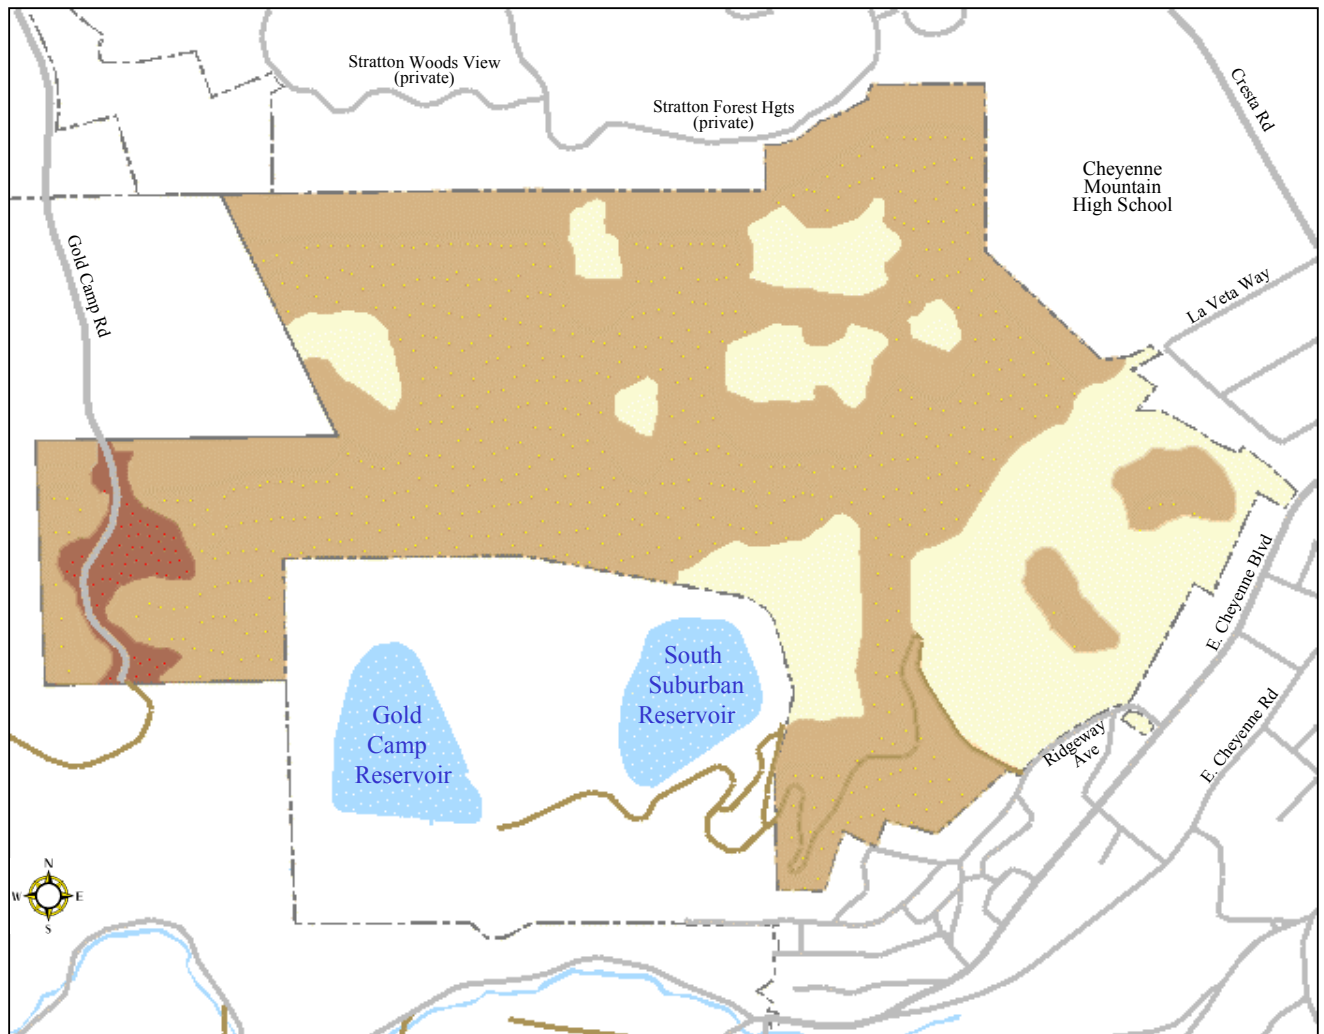 Stratton Woods View
(private)
Stratton Forest Hgts
(private)
Cresta Rd
Cheyenne
Mountain
High School
Gold Camp Rd
La Veta Way
E. Cheyenne Blvd
South
Suburban
Reservoir
Gold
Camp
Reservoir
Ridgeway
Ave
E. Cheyenne Rd
N
W
E
S